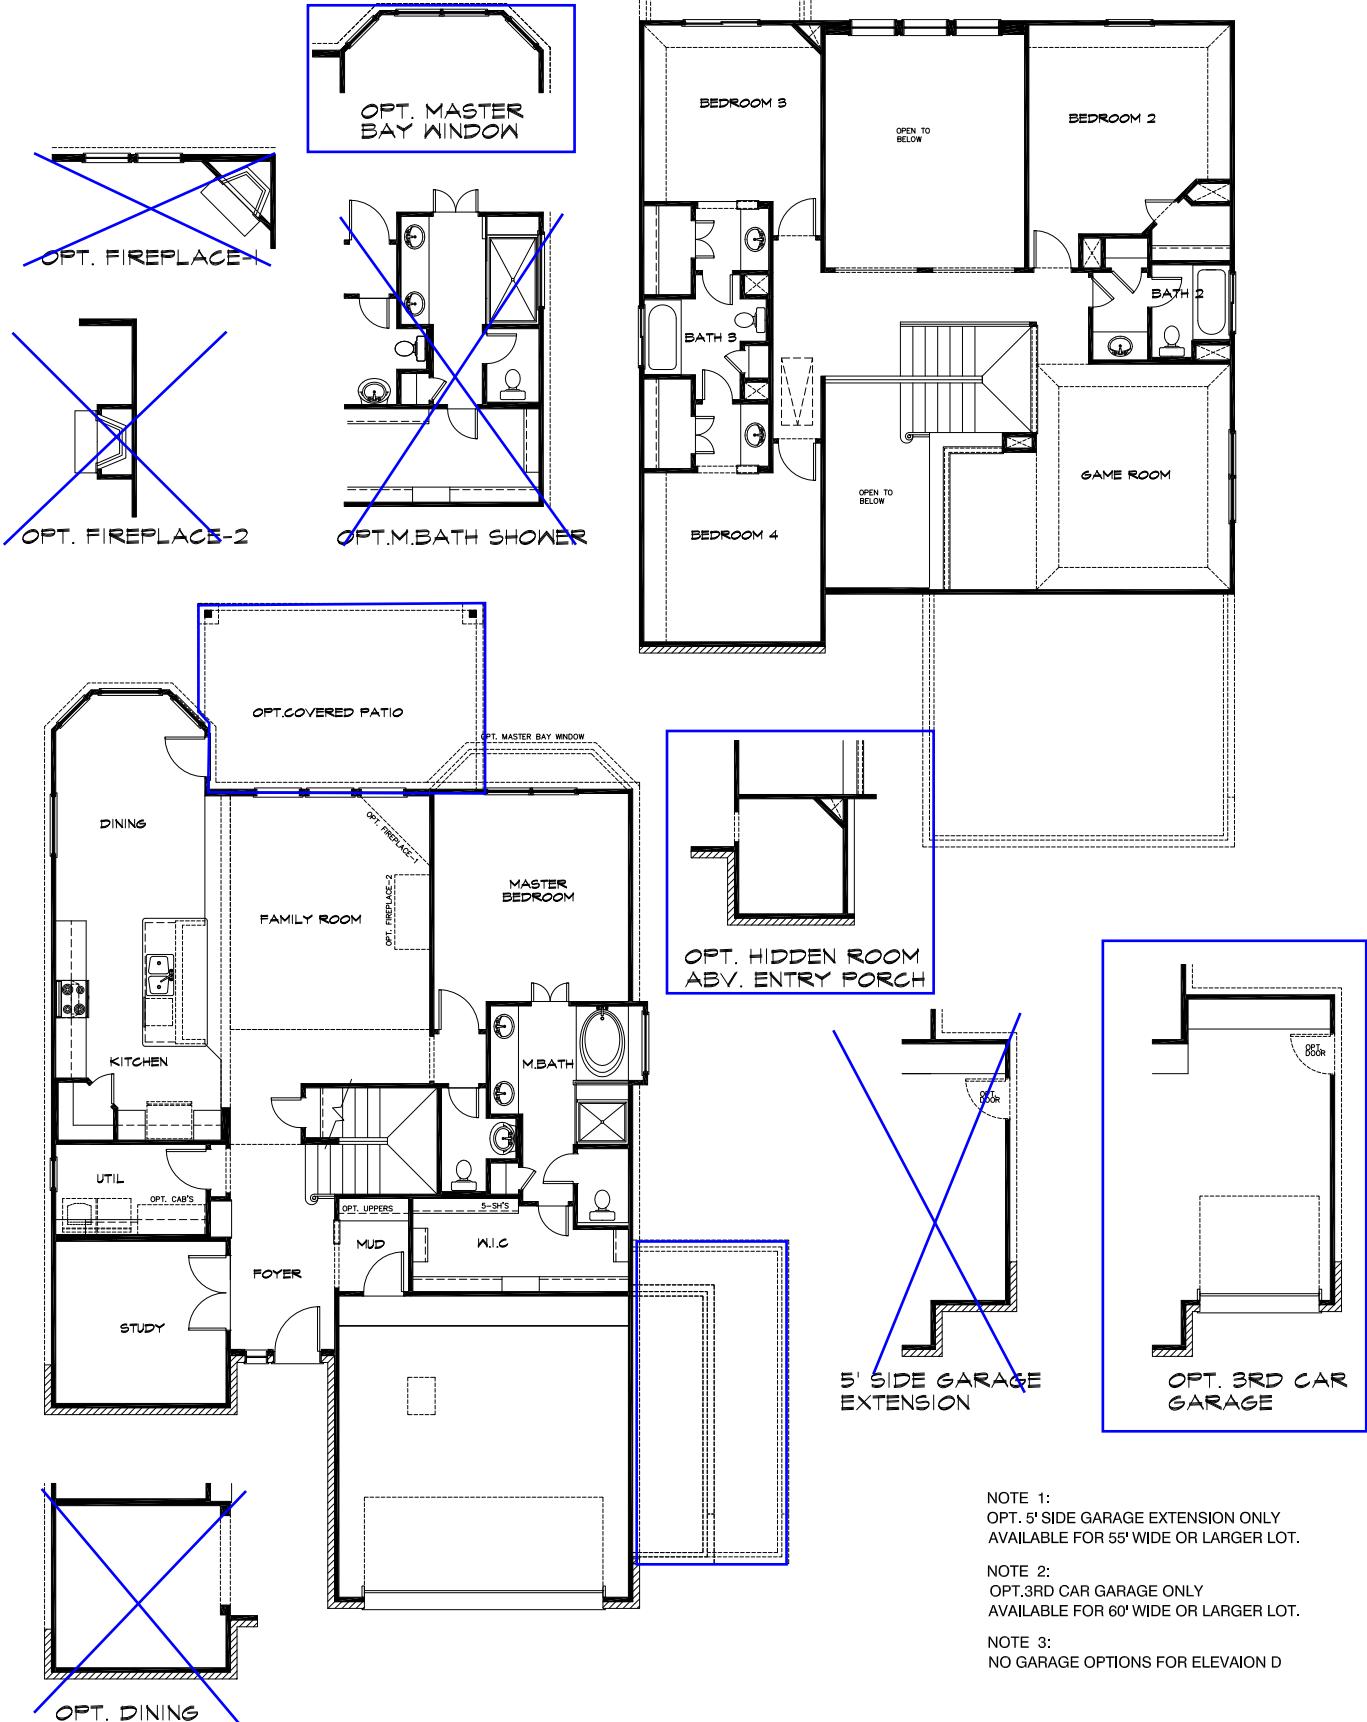 OPT. MASTER
BAY WINDOW
OPT. FIREPLACE-1
OPT. FIREPLACE-2
OPT.M.BATH SHOWER
BEDROOM 3
OPEN TO
BELOW
BEDROOM 2
BATH 2
BATH 3
GAME ROOM
OPEN TO
BELOW
BEDROOM 4
OPT.COVERED PATIO
OPT. MASTER BAY WINDOW
DINING
OPT. FIREPLACE-1
OPT. FIREPLACE-2
MASTER
BEDROOM
FAMILY ROOM
KITCHEN
M.BATH
UTIL
OPT. CAB'S
OPT. UPPERS
5-SH'S
MUD
W.I.C
FOYER
STUDY
OPT. HIDDEN ROOM
ABV. ENTRY PORCH
OPT.
DOOR
5' SIDE GARAGE
EXTENSION
OPT.
DOOR
OPT. 3RD CAR
GARAGE
OPT. DINING
NOTE 1:
OPT. 5' SIDE GARAGE EXTENSION ONLY
AVAILABLE FOR 55' WIDE OR LARGER LOT.
NOTE 2:
OPT.3RD CAR GARAGE ONLY
AVAILABLE FOR 60' WIDE OR LARGER LOT.
NOTE 3:
NO GARAGE OPTIONS FOR ELEVAION D